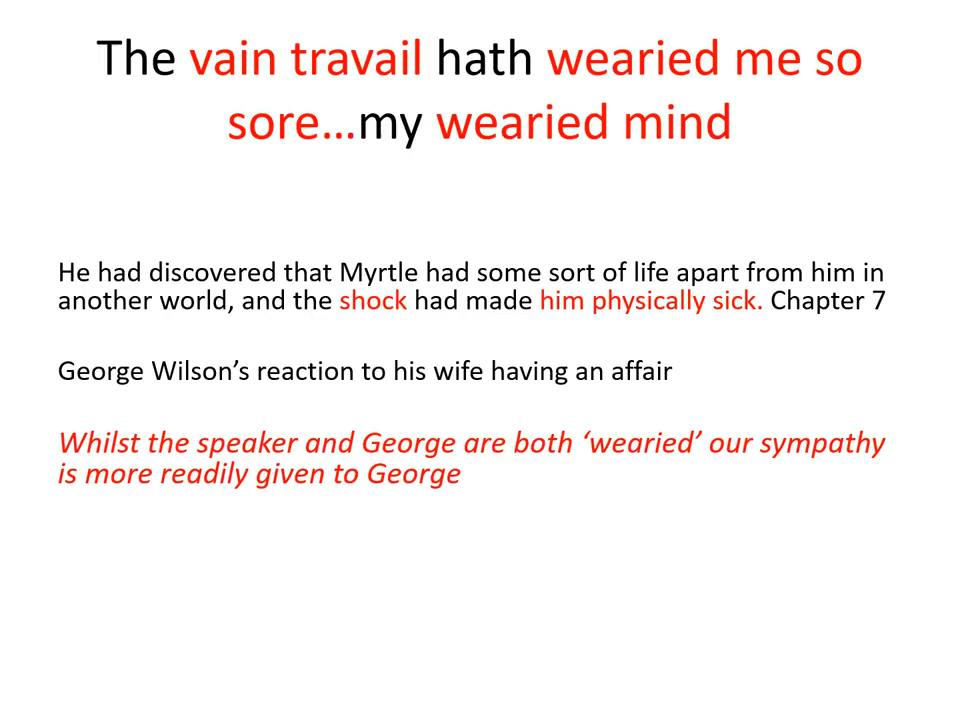 The vain travail hath wearied me so
sore…my wearied mind
He had discovered that Myrtle had some sort of life apart from him in
another world, and the shock had made him physically sick. Chapter 7
George Wilson’s reaction to his wife having an affair
Whilst the speaker and George are both ‘wearied’ our sympathy
is more readily given to George